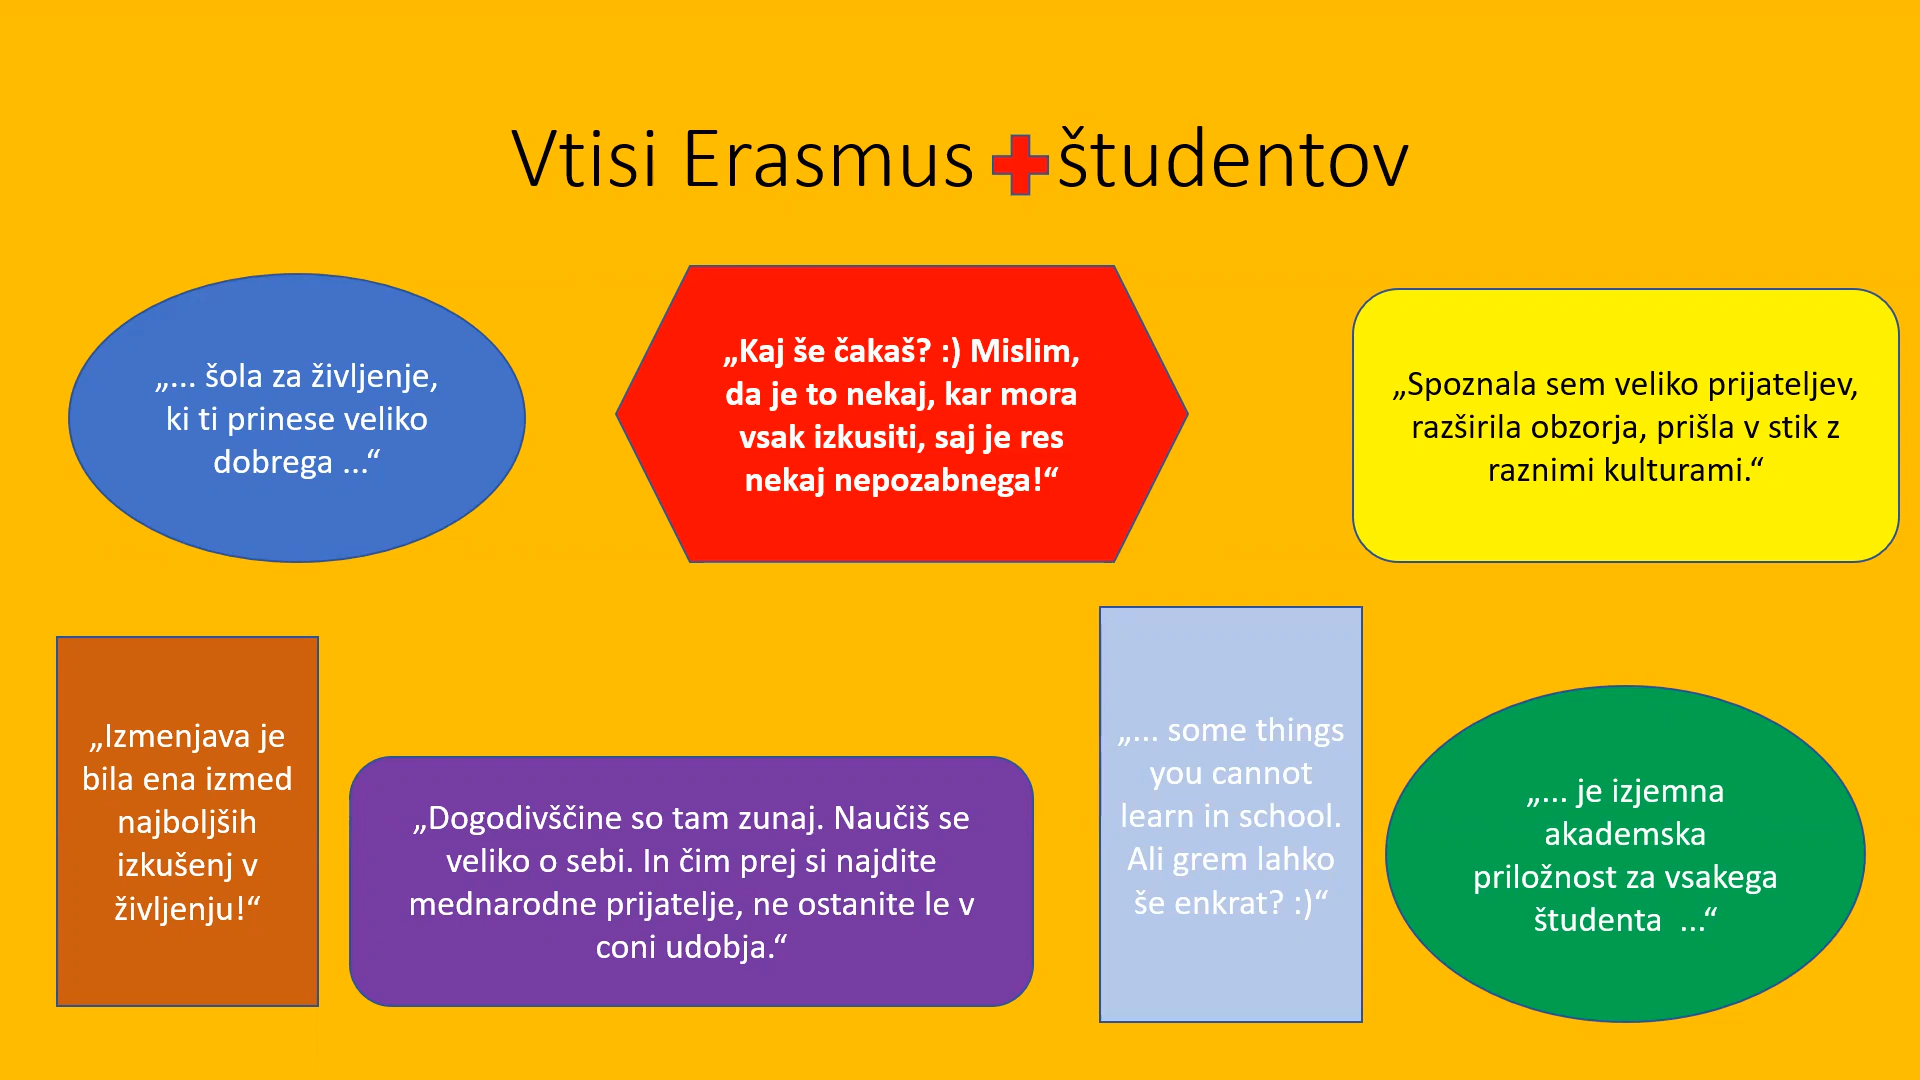 Vtisi Erasmus + študentov
„... šola za življenje,
ki ti prinese veliko
dobrega ...“
„Kaj še čakaš? :) Mislim,
da je to nekaj, kar mora
vsak izkusiti, saj je res
nekaj nepozabnega!“
„Spoznala sem veliko prijateljev,
razširila obzorja, prišla v stik z
raznimi kulturami.“
„Izmenjava je
bila ena izmed
najboljših
izkušenj v
življenju!“
„Dogodivščine so tam zunaj. Naučiš se
veliko o sebi. In čim prej si najdite
mednarodne prijatelje, ne ostanite le v
coni udobja.“
„... some things
you cannot
learn in school.
Ali grem lahko
še enkrat? :)“
„... je izjemna
akademska
priložnost za vsakega
študenta  ...“